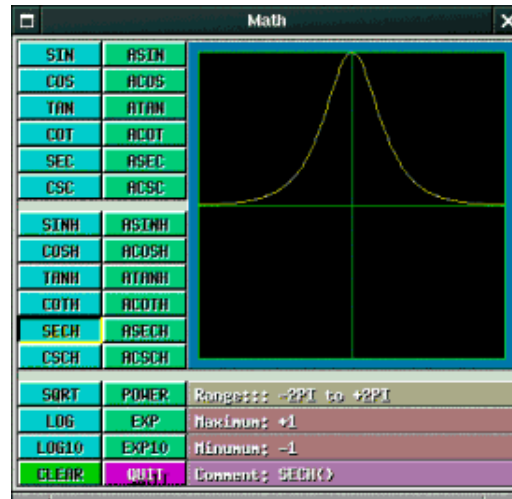 Math
SIN ASIN
COS ACOS
TAN ATAN
COT ACOT
SEC ASEC
CSC ACSC
SINH ASINH
COSH ACOSH
TANH ATANH
COTH ACOTH
SECH ASECH
CSCH ACSCH
SQRT POWER Range::: -2PI to +2PI
LOG EXP Maximum: +1
LOG10 EXP10 Minumum: -1
CLEAR QUIT Comment: SECH()